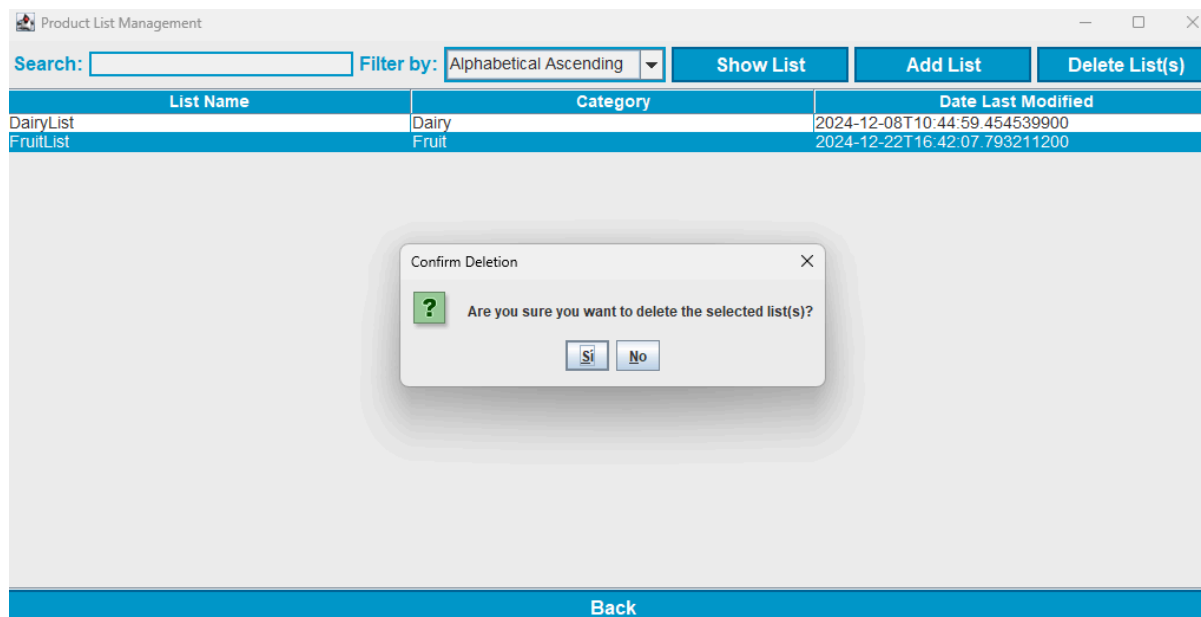 Product List Management
Search: Filter by: Alphabetical Ascending Show List Add List Delete List(s)
List Name Category Date Last Modified
DairyList Dairy 2024-12-08T10:44:59.454539900
FruitList Fruit 2024-12-22T16:42:07.793211200
Confirm Deletion
? Are you sure you want to delete the selected list(s)?
Sí No
Back